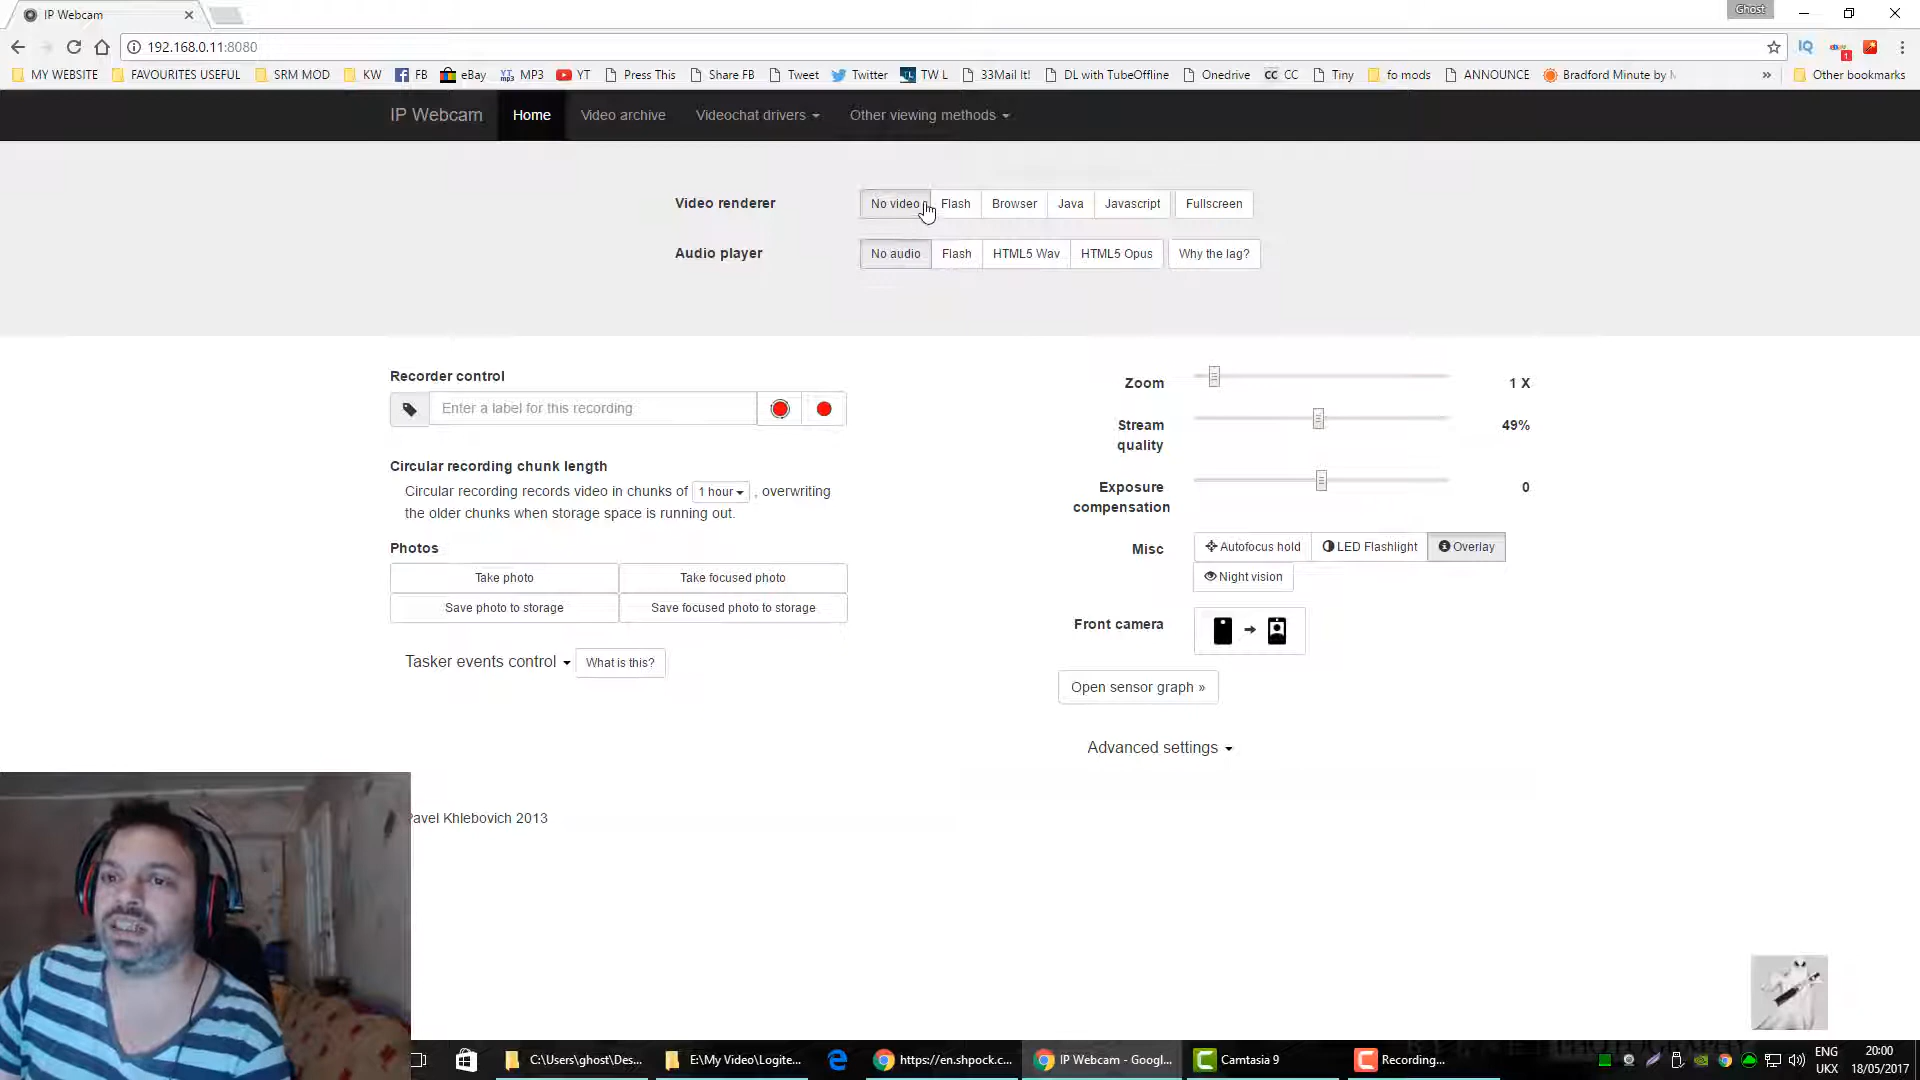 IP Webcam
Ghost
192.168.0.11:8080
MY WEBSITE FAVOURITES USEFUL SRM MOD KW FB eBay MP3 YT Press This Share FB Tweet Twitter TW L 33Mail It! DL with TubeOffline Onedrive CC CC Tiny fo mods ANNOUNCE Bradford Minute by » Other bookmarks
IP Webcam Home Video archive Videochat drivers Other viewing methods
Video renderer No video Flash Browser Java Javascript Fullscreen
Audio player No audio Flash HTML5 Wav HTML5 Opus Why the lag?
Recorder control
Enter a label for this recording
Circular recording chunk length
Circular recording records video in chunks of 1 hour , overwriting
the older chunks when storage space is running out.
Photos
Take photo Take focused photo
Save photo to storage Save focused photo to storage
Tasker events control What is this?
Zoom 1 X
Stream
quality 49%
Exposure
compensation 0
Misc Autofocus hold LED Flashlight Overlay
Night vision
Front camera
Open sensor graph »
Advanced settings
Pavel Khlebovich 2013
C:\Users\ghost\Des... E:\My Video\Logite... https://en.shpock.c... IP Webcam - Googl... Camtasia 9 Recording...
ENG
UKX
20:00
18/05/2017